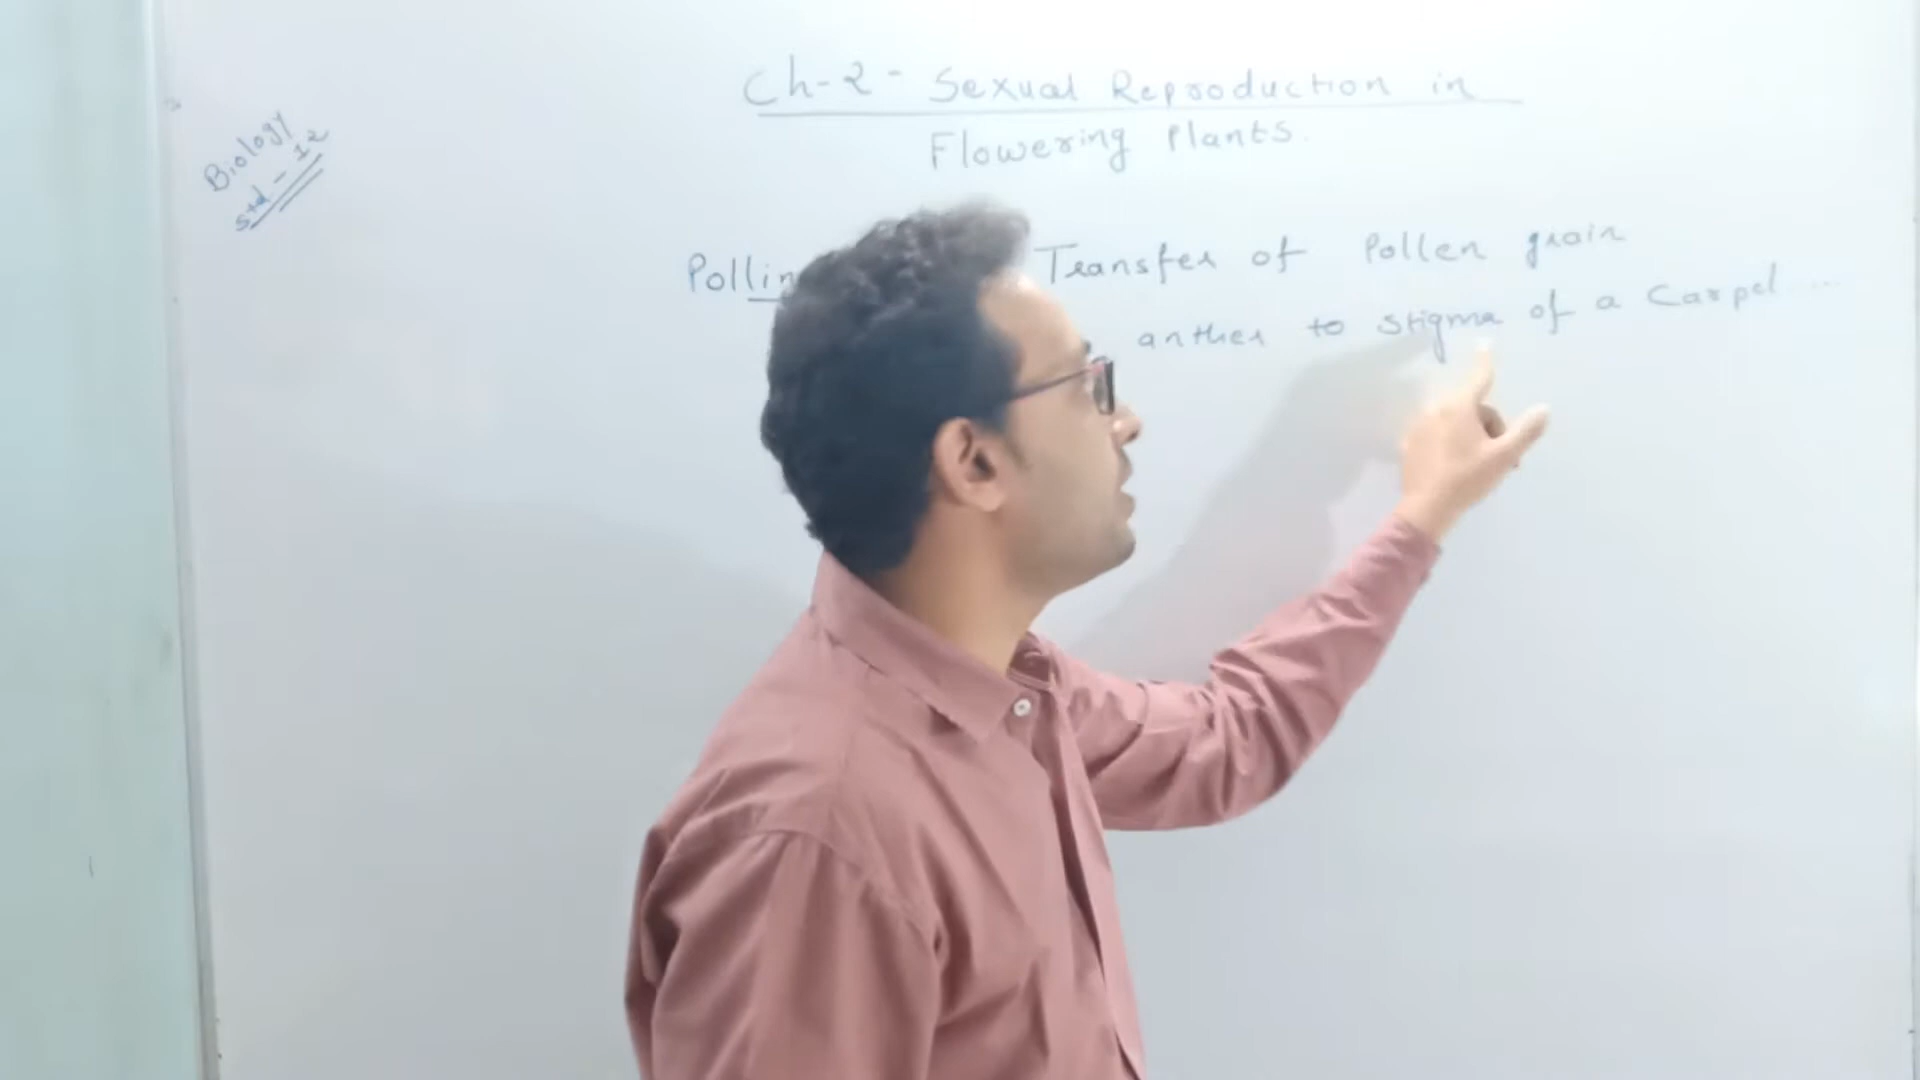 Biology
Std - 12
Ch-2 - Sexual Reproduction in
Flowering Plants.
Transfer of Pollen grain
anther to stigma of a Carpel....